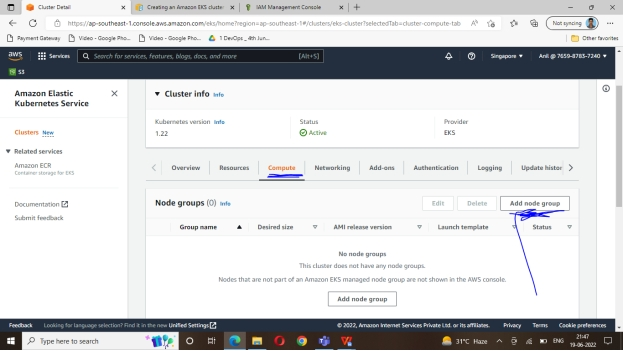 Cluster Detail
Creating an Amazon EKS cluster
IAM Management Console
https://ap-southeast-1.console.aws.amazon.com/eks/home?region=ap-southeast-1#/clusters/eks-cluster?selectedTab=cluster-compute-tab
Not syncing
Payment Gateway
Video - Google Pho...
Video - Google Pho...
1 DevOps _ 4th Jun...
Other favorites
aws
Services
Search for services, features, blogs, docs, and more
[Alt+S]
Singapore
Anil @ 7659-8783-7240
S3
Amazon Elastic
Kubernetes Service
Clusters New
Related services
Amazon ECR
Container storage for EKS
Documentation
Submit feedback
Cluster info Info
Kubernetes version Info
1.22
Status
Active
Provider
EKS
Overview
Resources
Compute
Networking
Add-ons
Authentication
Logging
Update histor
Node groups (0) Info
Edit
Delete
Add node group
Group name
Desired size
AMI release version
Launch template
Status
No node groups
This cluster does not have any node groups.
Nodes that are not part of an Amazon EKS managed node group are not shown in the AWS console.
Add node group
Feedback
Looking for language selection? Find it in the new Unified Settings
© 2022, Amazon Internet Services Private Ltd. or its affiliates.
Privacy
Terms
Cookie preferences
Type here to search
31°C Haze
ENG
21:47
19-06-2022